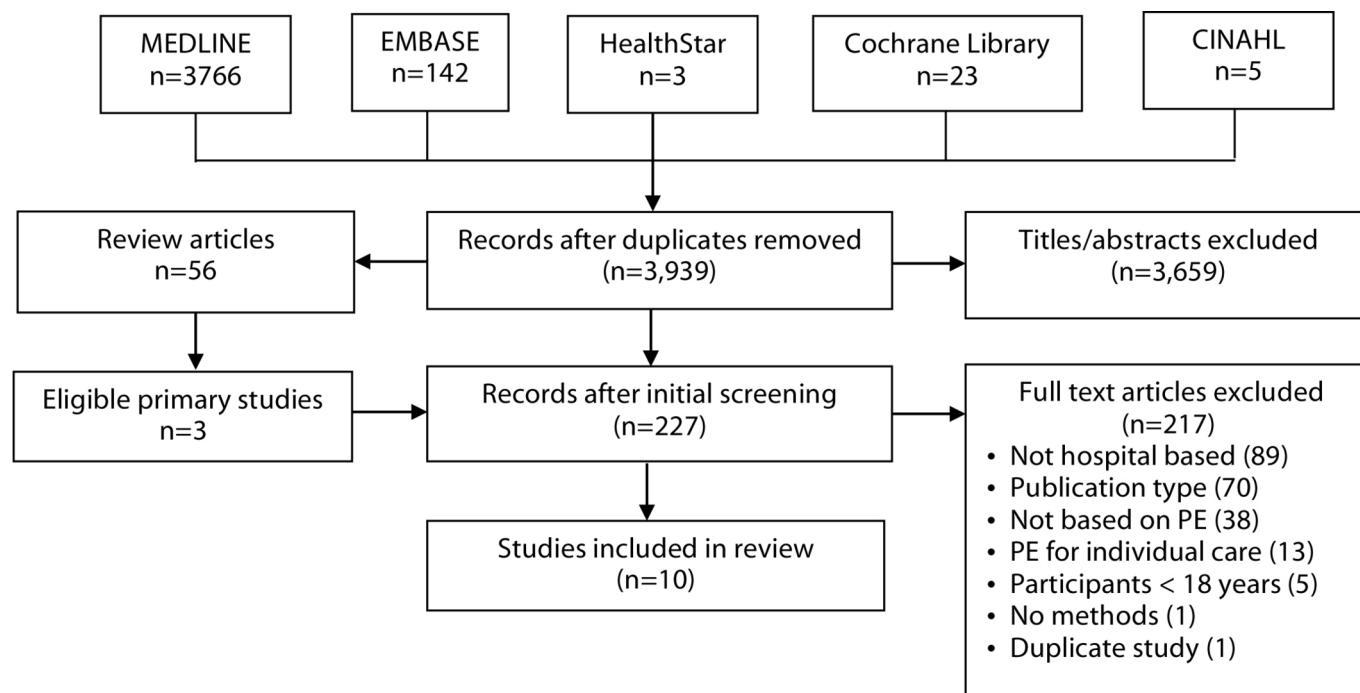 MEDLINE
n=3766
EMBASE
n=142
HealthStar
n=3
Cochrane Library
n=23
CINAHL
n=5
Review articles
n=56
Records after duplicates removed
(n=3,939)
Titles/abstracts excluded
(n=3,659)
Eligible primary studies
n=3
Records after initial screening
(n=227)
Full text articles excluded
(n=217)
• Not hospital based (89)
• Publication type (70)
• Not based on PE (38)
• PE for individual care (13)
• Participants < 18 years (5)
• No methods (1)
• Duplicate study (1)
Studies included in review
(n=10)